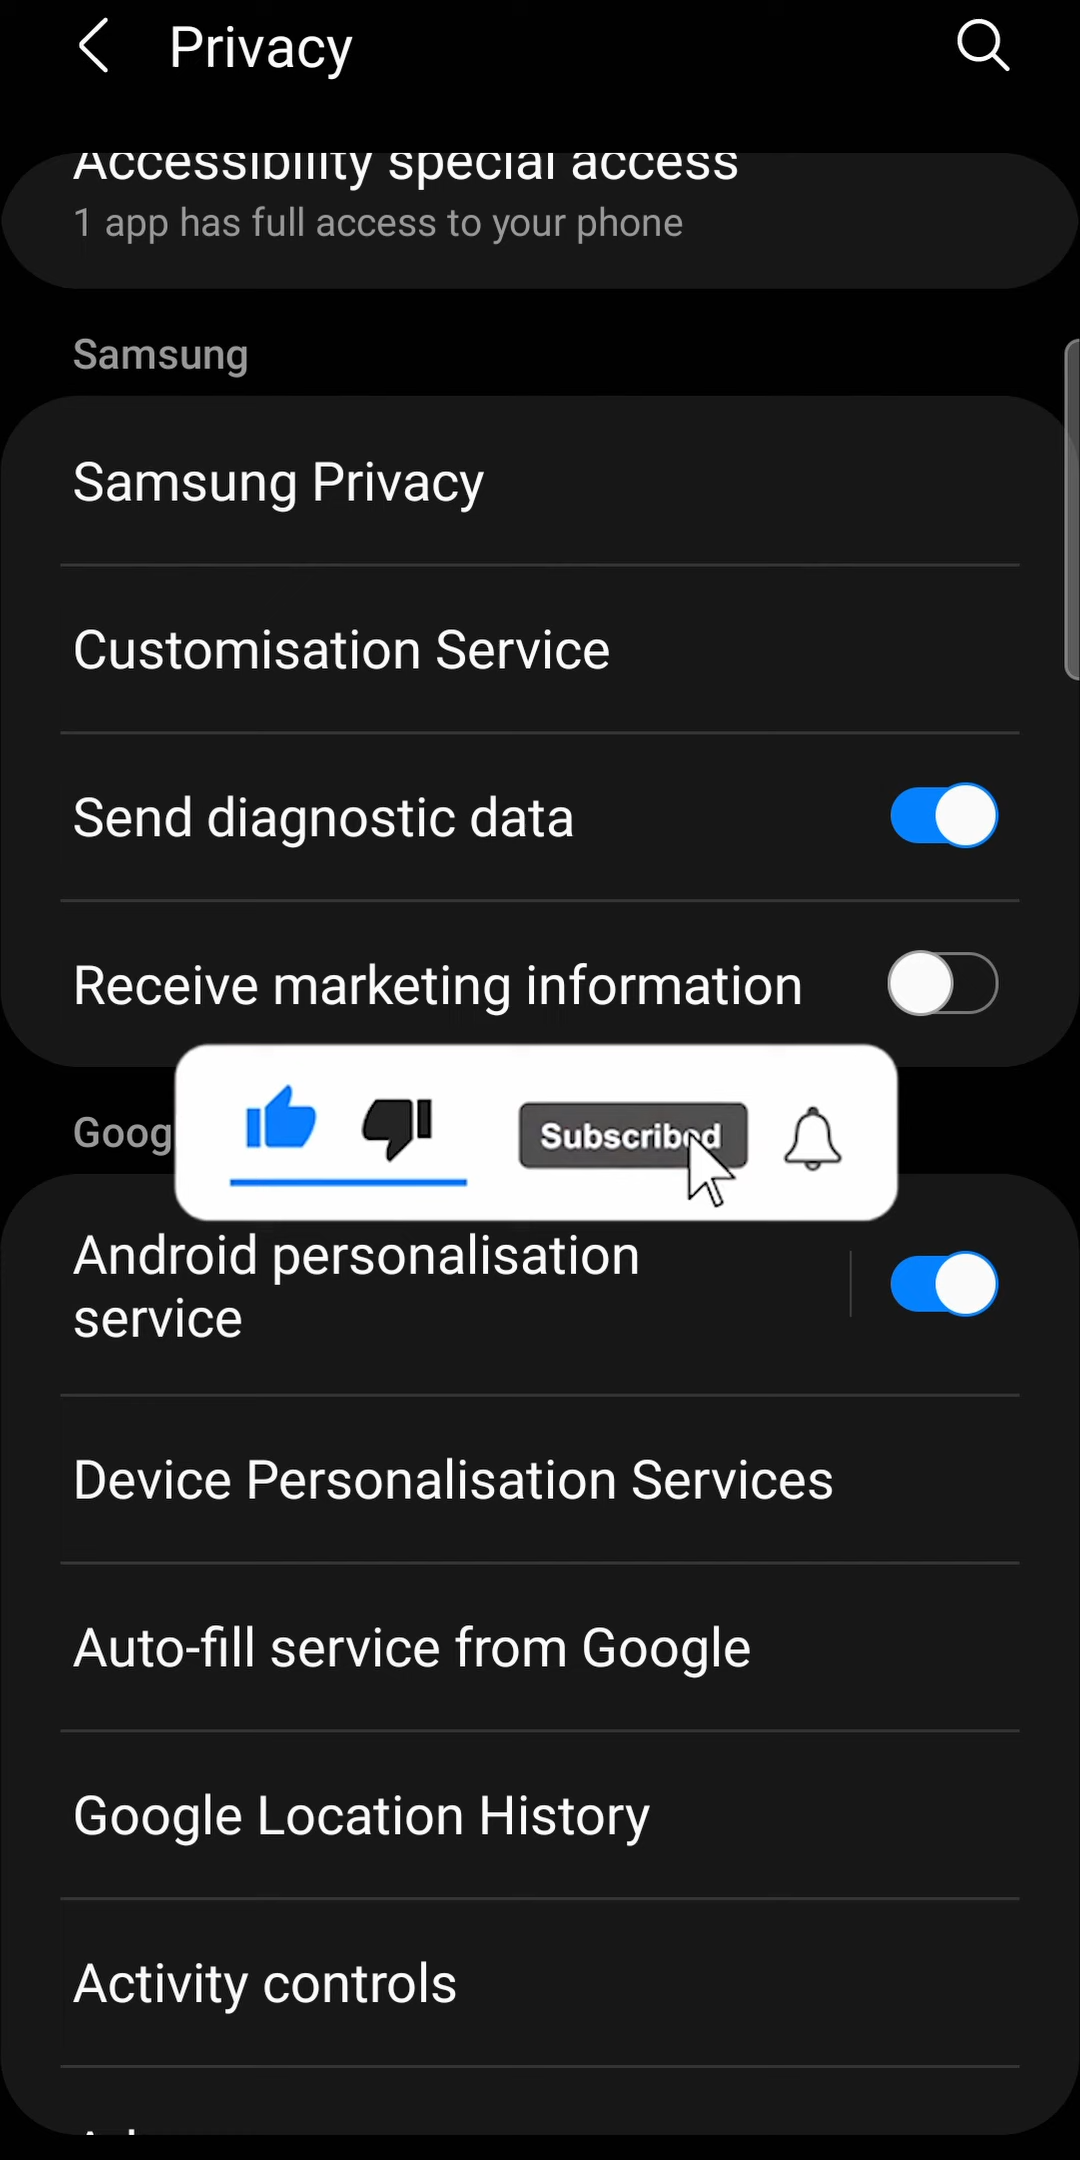 Privacy
Accessibility special access
1 app has full access to your phone
Samsung
Samsung Privacy
Customisation Service
Send diagnostic data
Receive marketing information
Goog
Subscribed
Android personalisation
service
Device Personalisation Services
Auto-fill service from Google
Google Location History
Activity controls